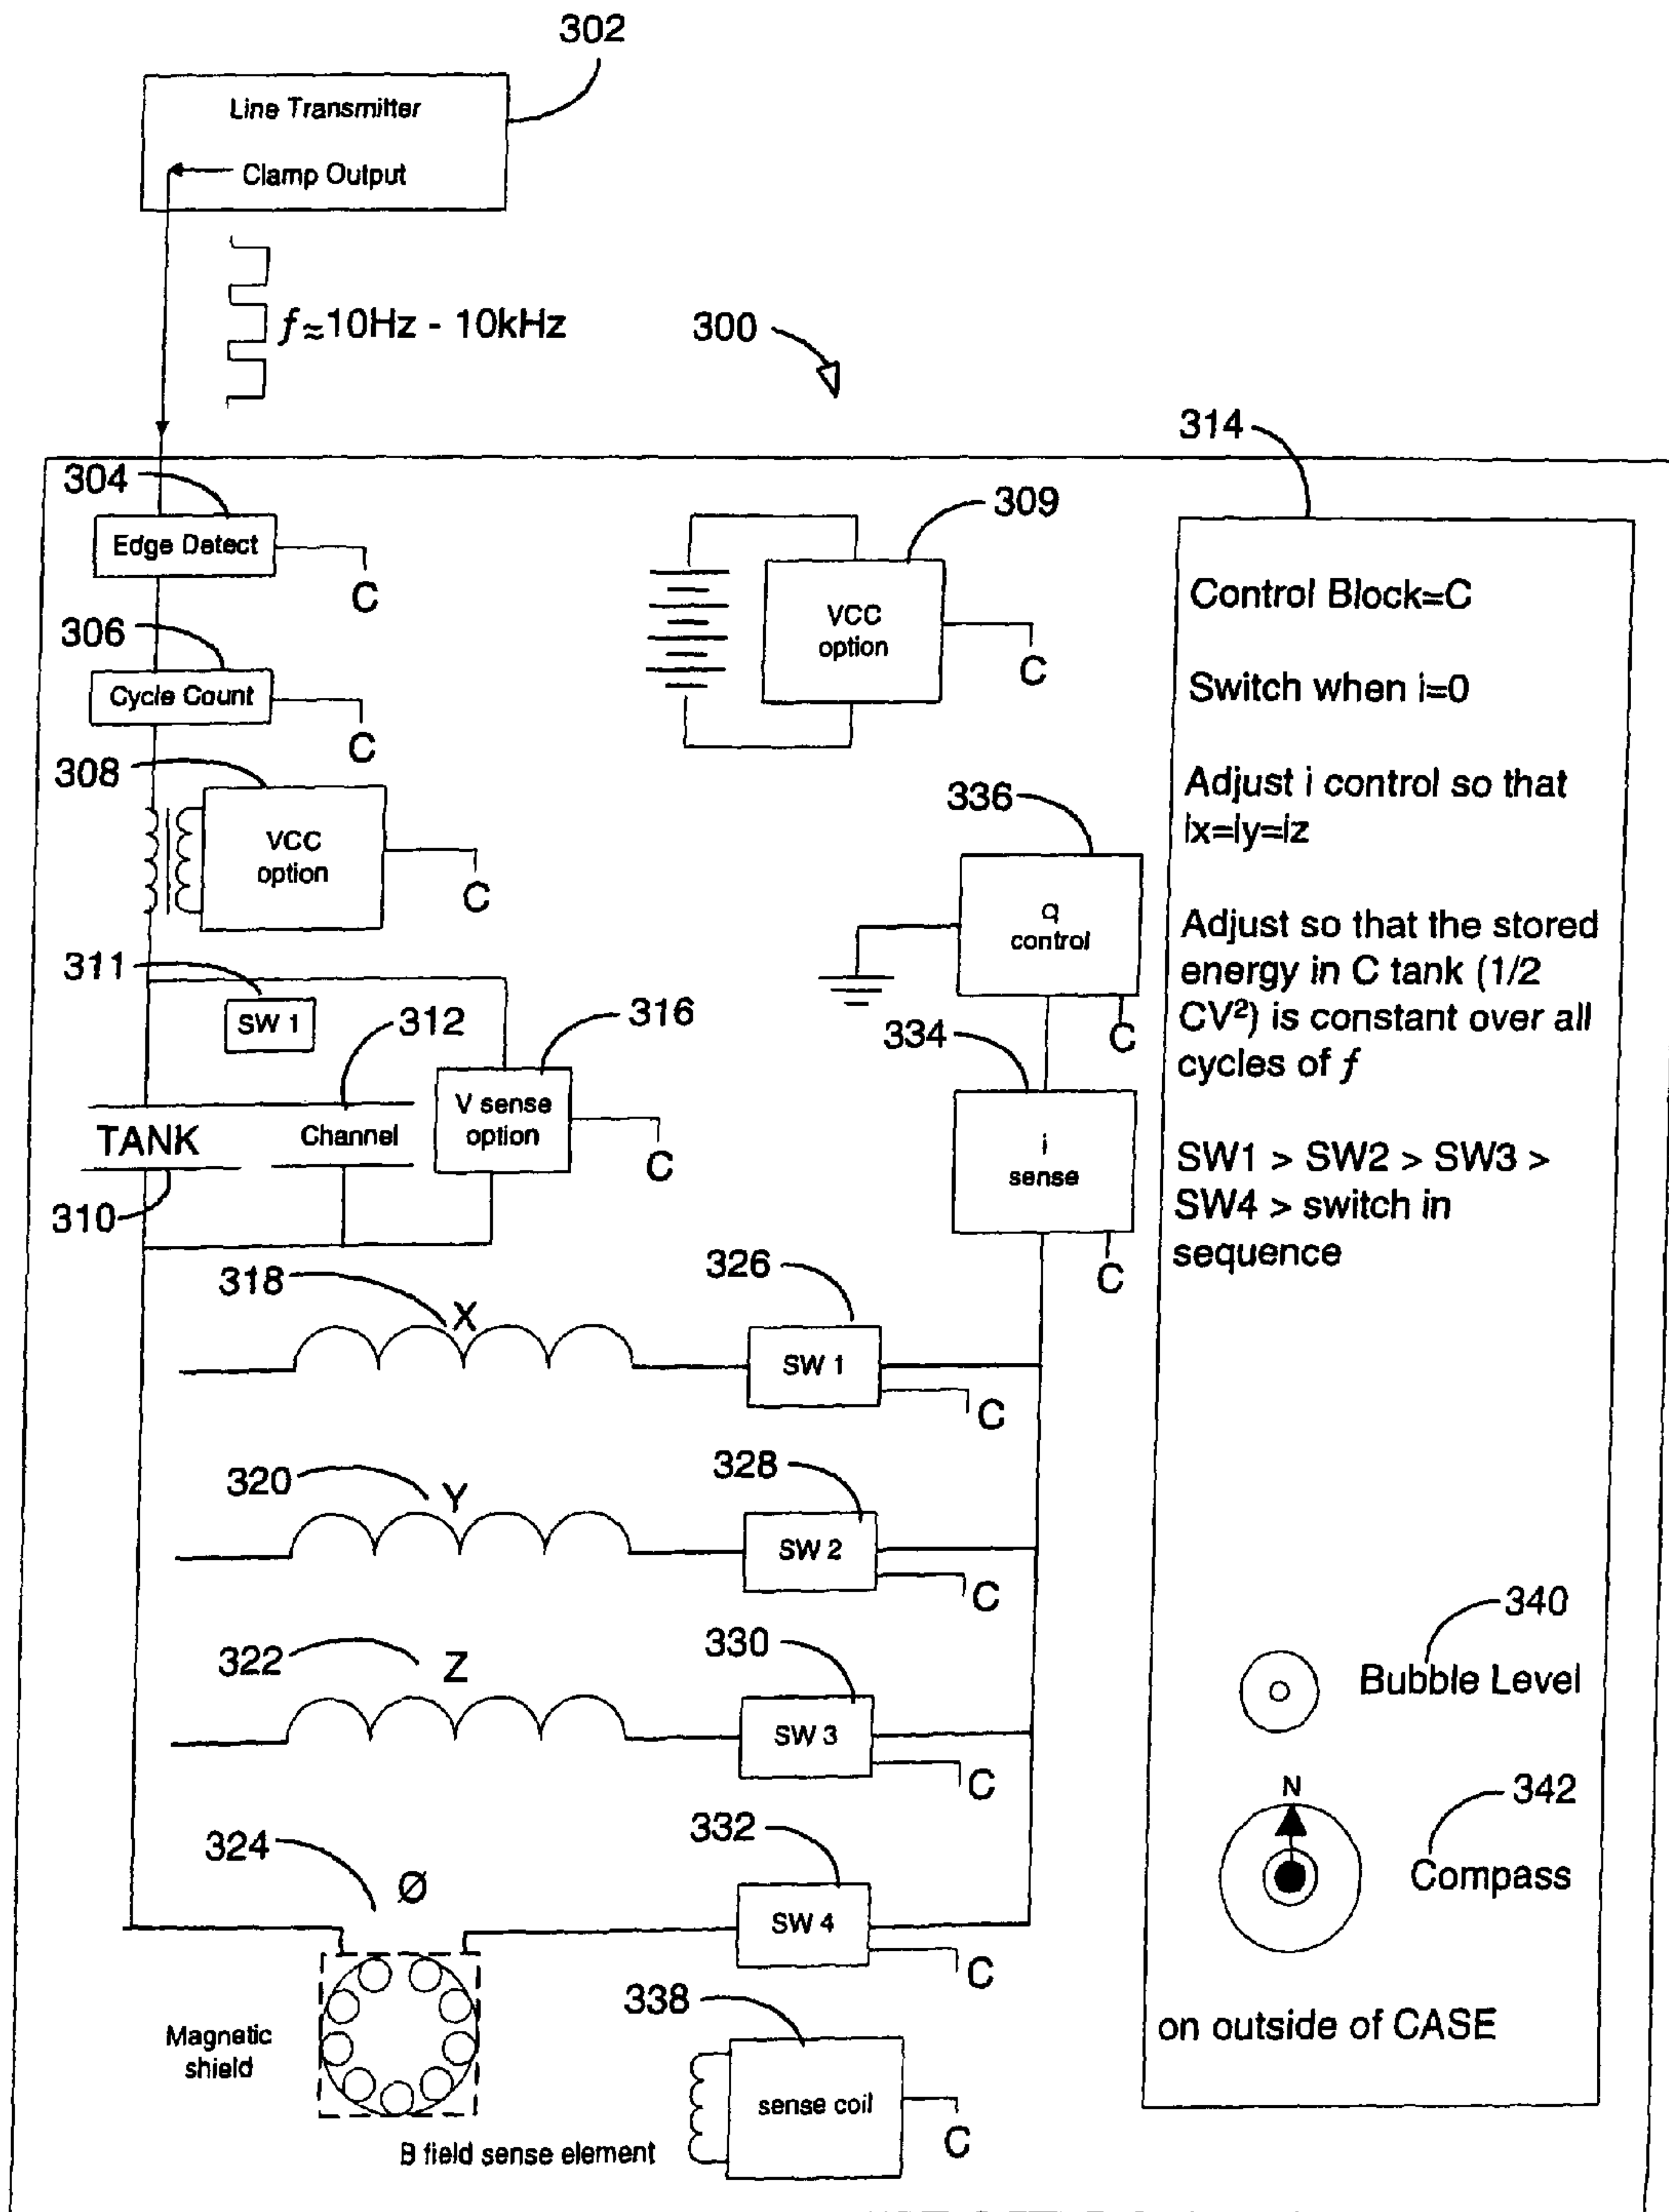 302
Line Transmitter
Clamp Output
f≈10Hz - 10kHz
300
314
304
Edge Detect
C
309
VCC
option
C
306
Cycle Count
C
308
VCC
option
C
336
q
control
C
311
SW 1
312
316
TANK
Channel
V sense
option
C
310
334
i
sense
C
318
X
326
SW 1
C
320
Y
328
SW 2
C
322
Z
330
SW 3
C
324
Ø
332
SW 4
C
Magnetic
shield
338
sense coil
C
B field sense element
Control Block=C
Switch when i=0
Adjust i control so that
ix=iy=iz
Adjust so that the stored
energy in C tank (1/2
CV²) is constant over all
cycles of f
SW1 > SW2 > SW3 >
SW4 > switch in
sequence
340
Bubble Level
N
342
Compass
on outside of CASE